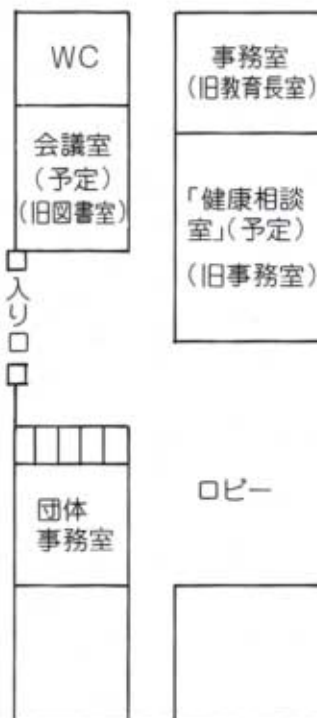 WC
会議室
(予定)
(旧図書室)
入り口
団体
事務室
事務室
(旧教育長室)
「健康相談
室」(予定)
(旧事務室)
ロビー